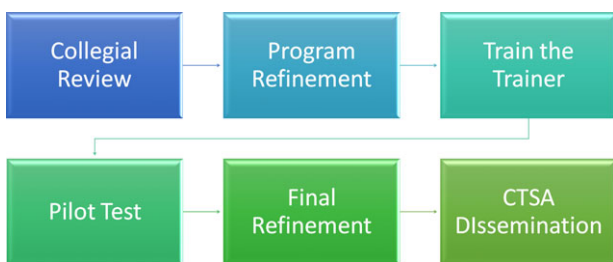 Collegial
Review
Program
Refinement
Train the
Trainer
Pilot Test
Final
Refinement
CTSA
DIssemination